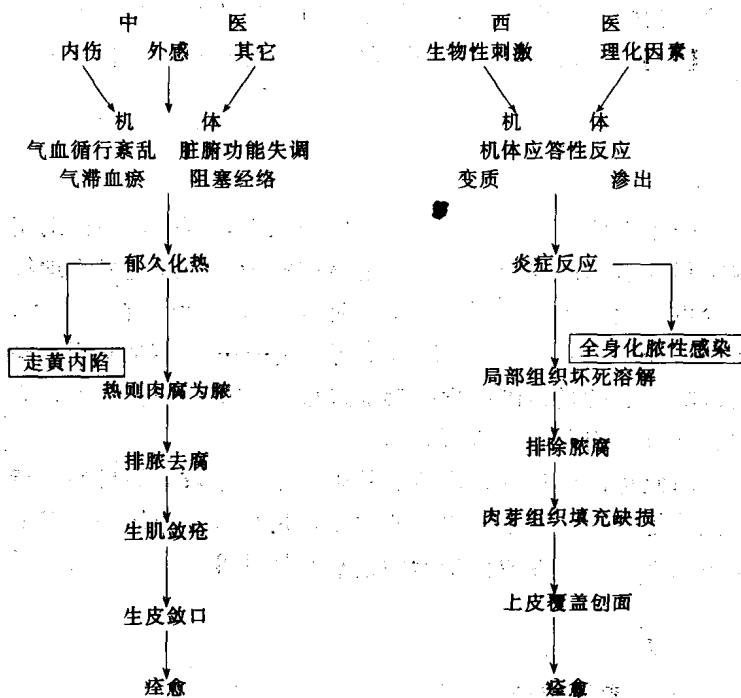 中 医
内伤 外感 其它
机 体
气血循行紊乱 脏腑功能失调
气滞血瘀 阻塞经络
郁久化热
走黄内陷
热则肉腐为脓
排脓去腐
生肌敛疮
生皮敛口
痊愈
西 医
生物性刺激 理化因素
机 体
机体应答性反应
变质 渗出
炎症反应
全身化脓性感染
局部组织坏死溶解
排除脓腐
肉芽组织填充缺损
上皮覆盖创面
痊愈